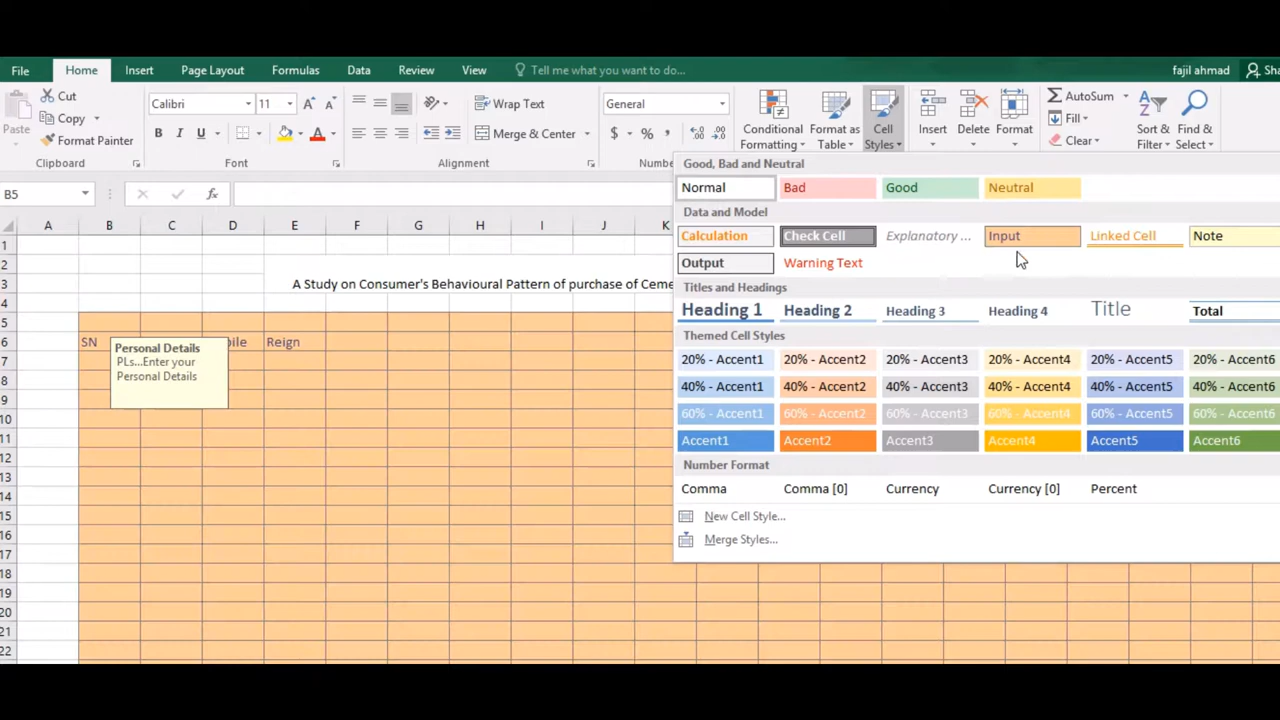 File Home Insert Page Layout Formulas Data Review View Tell me what you want to do... fajil ahmad
Cut
Copy
Format Painter
Paste
Clipboard
Calibri 11
B I U
Font
Wrap Text
Merge & Center
Alignment
General
$ %
Conditional Formatting
Format as Table
Cell Styles
Insert
Delete
Format
AutoSum
Fill
Clear
Sort & Filter
Find & Select
B5 fx
Good, Bad and Neutral
Normal Bad Good Neutral
Data and Model
Calculation Check Cell Explanatory ... Input Linked Cell Note
Output Warning Text
Titles and Headings
Heading 1 Heading 2 Heading 3 Heading 4 Title Total
Themed Cell Styles
20% - Accent1 20% - Accent2 20% - Accent3 20% - Accent4 20% - Accent5 20% - Accent6
40% - Accent1 40% - Accent2 40% - Accent3 40% - Accent4 40% - Accent5 40% - Accent6
60% - Accent1 60% - Accent2 60% - Accent3 60% - Accent4 60% - Accent5 60% - Accent6
Accent1 Accent2 Accent3 Accent4 Accent5 Accent6
Number Format
Comma Comma [0] Currency Currency [0] Percent
New Cell Style...
Merge Styles...
A B C D E F G H I J K
1
2
3 A Study on Consumer's Behavioural Pattern of purchase of
4
5
6 SN Reign
Personal Details
PLs...Enter your
Personal Details
7
8
9
10
11
12
13
14
15
16
17
18
19
20
21
22